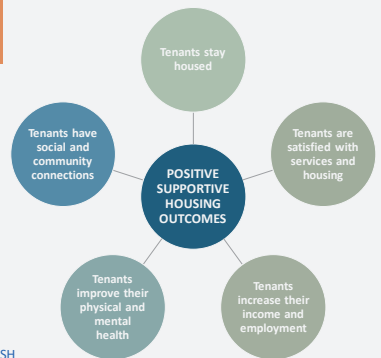 Tenants stay
housed
Tenants have
social and
community
connections
POSITIVE
SUPPORTIVE
HOUSING
OUTCOMES
Tenants are
satisfied with
services and
housing
Tenants
improve their
physical and
mental
health
Tenants
increase their
income and
employment
SH